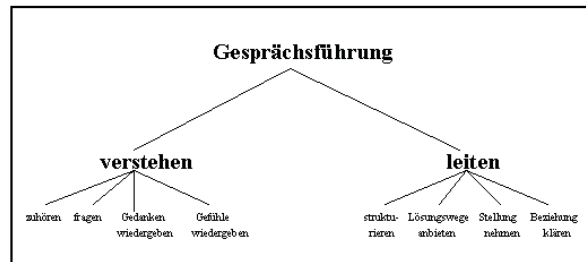 Gesprächsführung
verstehen
leiten
zuhören
fragen
Gedanken
wiedergeben
Gefühle
wiedergeben
struktu-
rieren
Lösungswege
anbieten
Stellung
nehmen
Beziehung
klären